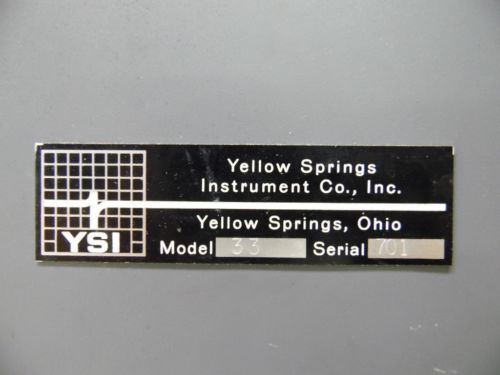 Yellow Springs
Instrument Co., Inc.
Yellow Springs, Ohio
YSI
Model 33 Serial 701